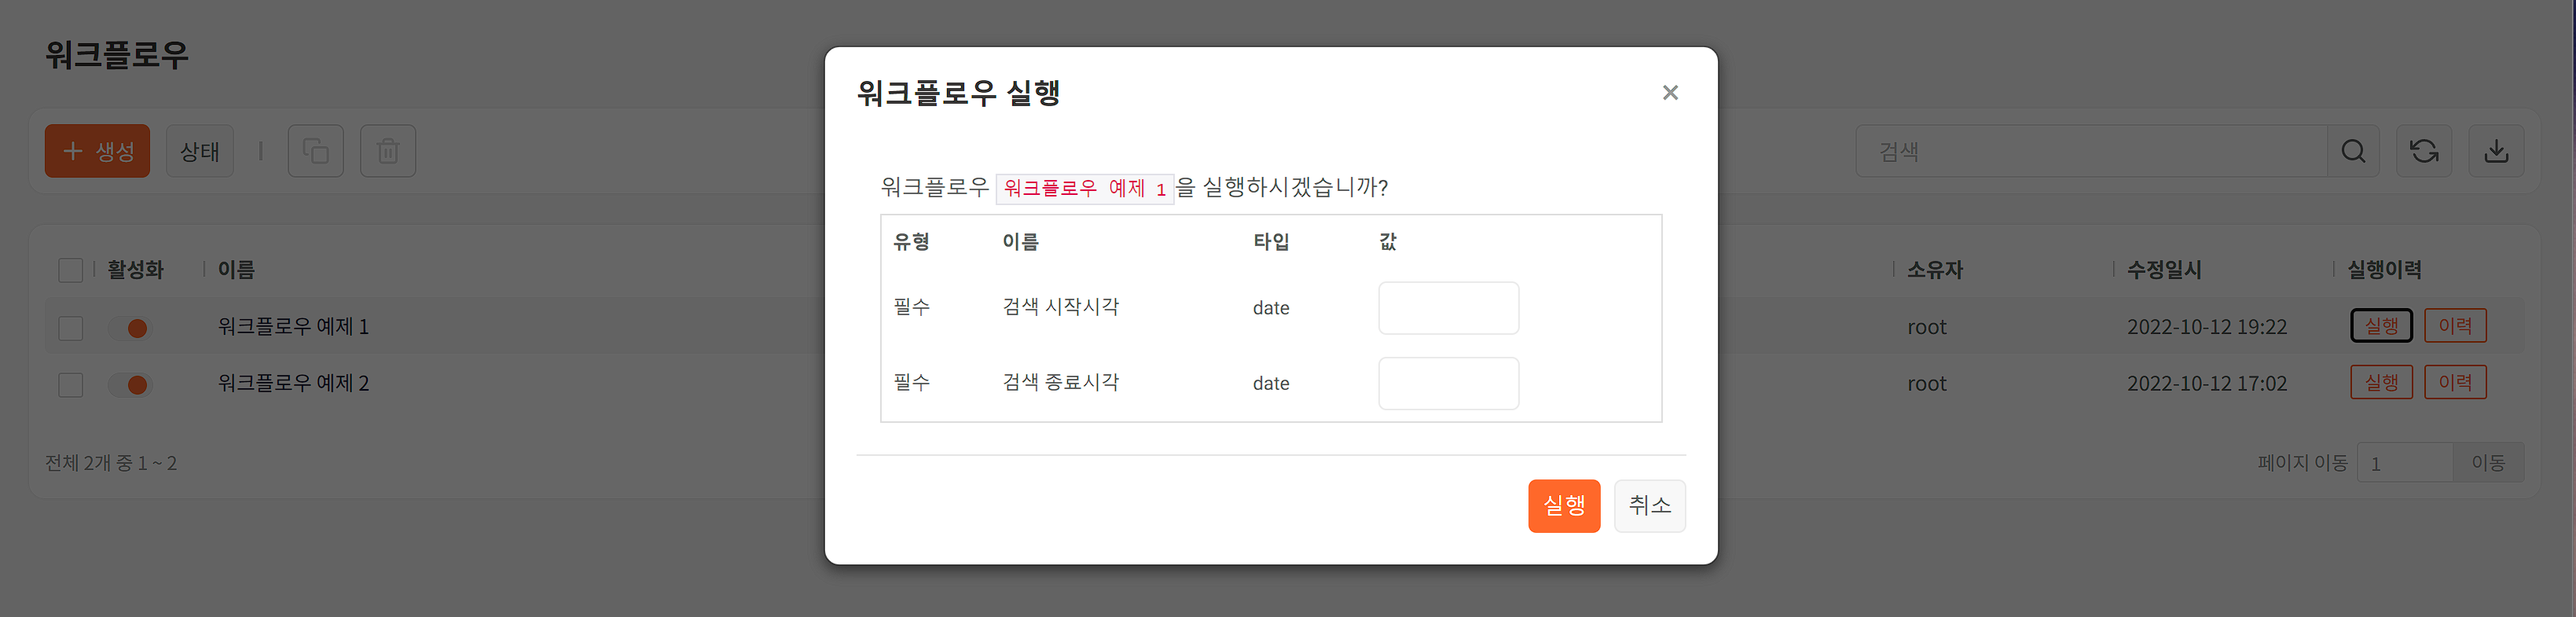 워크플로우
+ 생성 상태
검색
활성화 이름 소유자 수정일시 실행이력
워크플로우 예제 1 root 2022-10-12 19:22 실행 이력
워크플로우 예제 2 root 2022-10-12 17:02 실행 이력
전체 2개 중 1 ~ 2
페이지 이동 1 이동
워크플로우 실행 ×
워크플로우 워크플로우 예제 1을 실행하시겠습니까?
유형 이름 타입 값
필수 검색 시작시각 date
필수 검색 종료시각 date
실행 취소